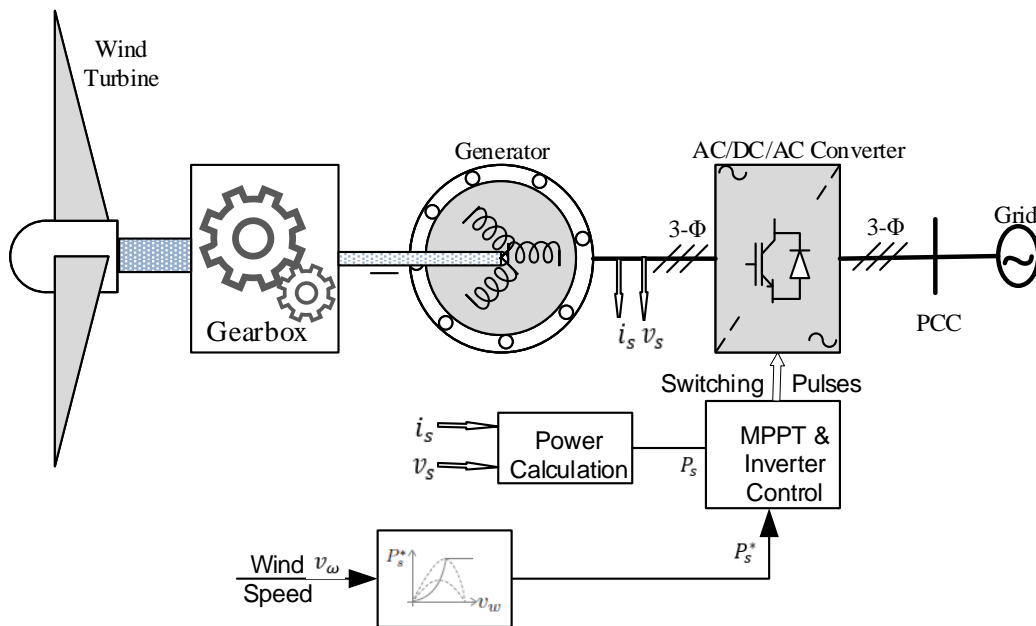 Wind
Turbine
Gearbox
Generator
AC/DC/AC Converter
3-Φ
3-Φ
Grid
i_s v_s
PCC
Switching Pulses
i_s
v_s
Power
Calculation
P_s
MPPT &
Inverter
Control
Wind v_ω
Speed
P_s^*
v_w
P_s^*